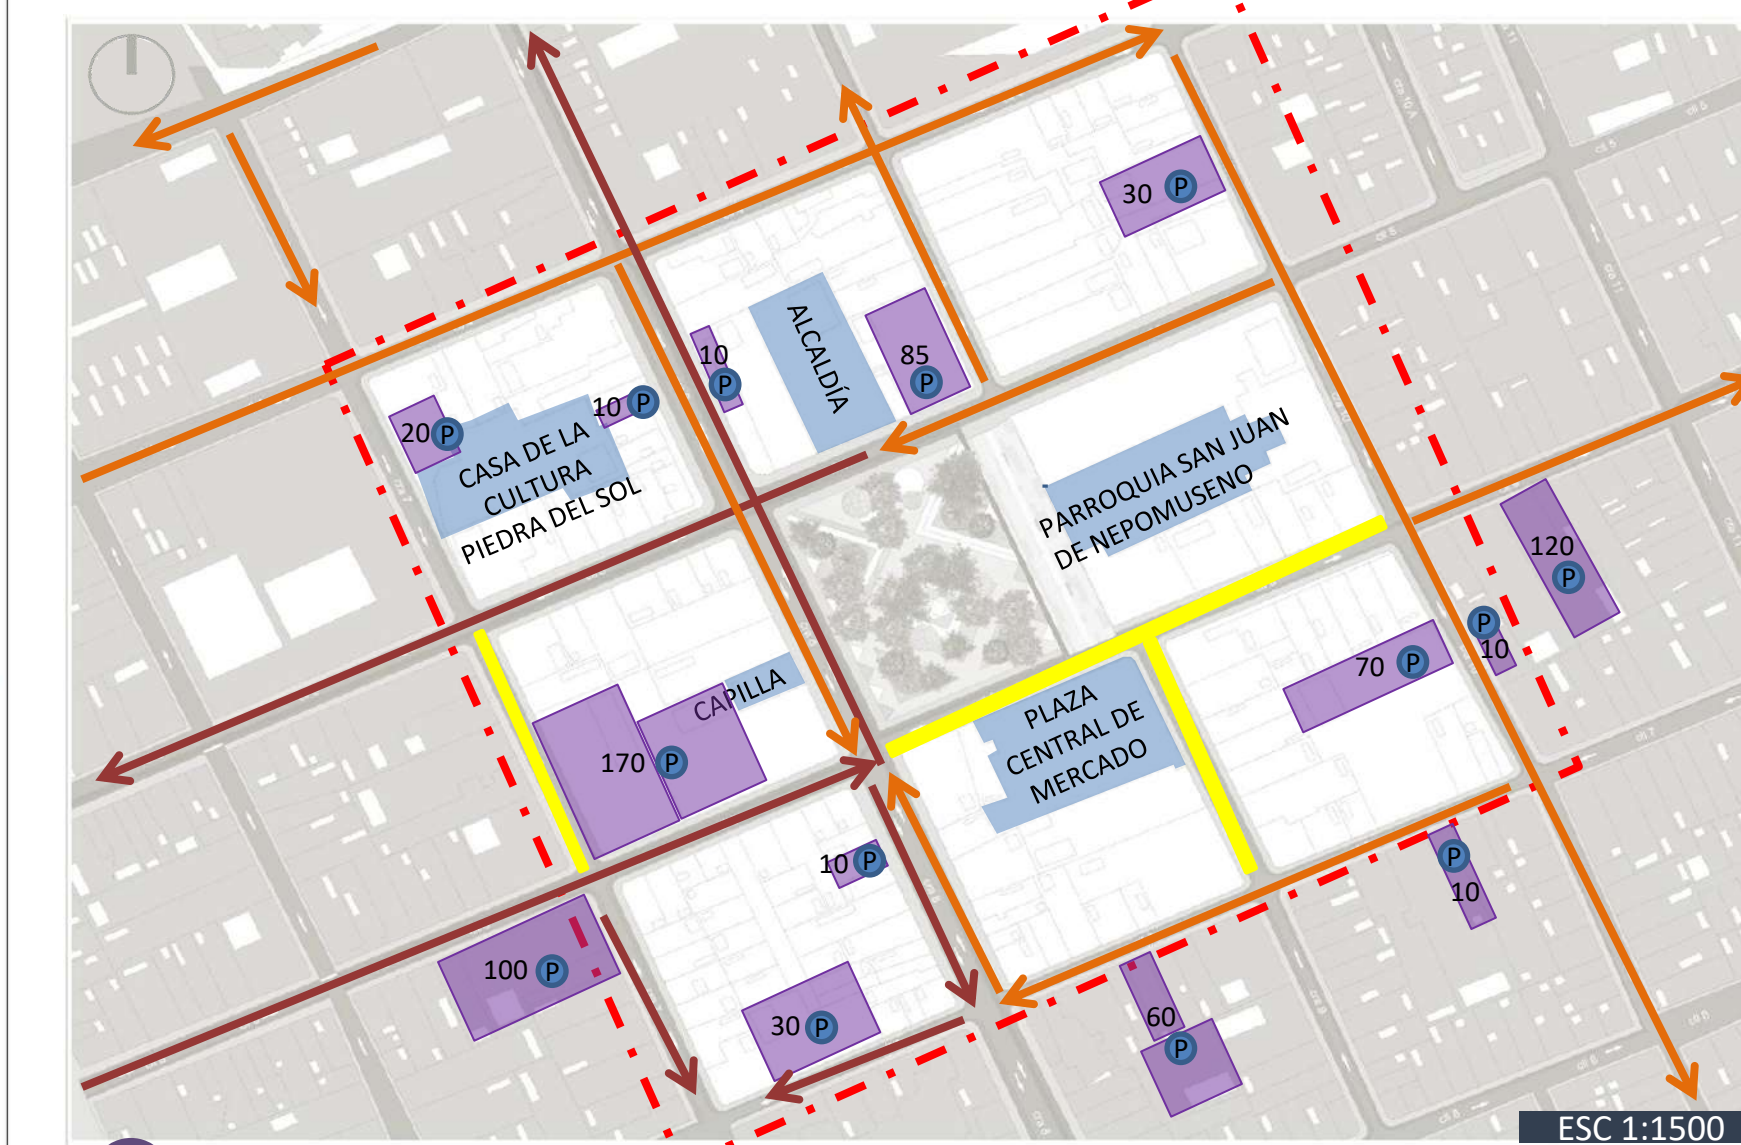 30 P
10
P
ALCALDÍA
85
P
20 P
10 P
CASA DE LA
CULTURA
PIEDRA DEL SOL
PARROQUIA SAN JUAN
DE NEPOMUSENO
120
P
P
10
70 P
CAPILLA
170 P
PLAZA
CENTRAL DE
MERCADO
10 P
P
10
100 P
30 P
60
P
ESC 1:1500